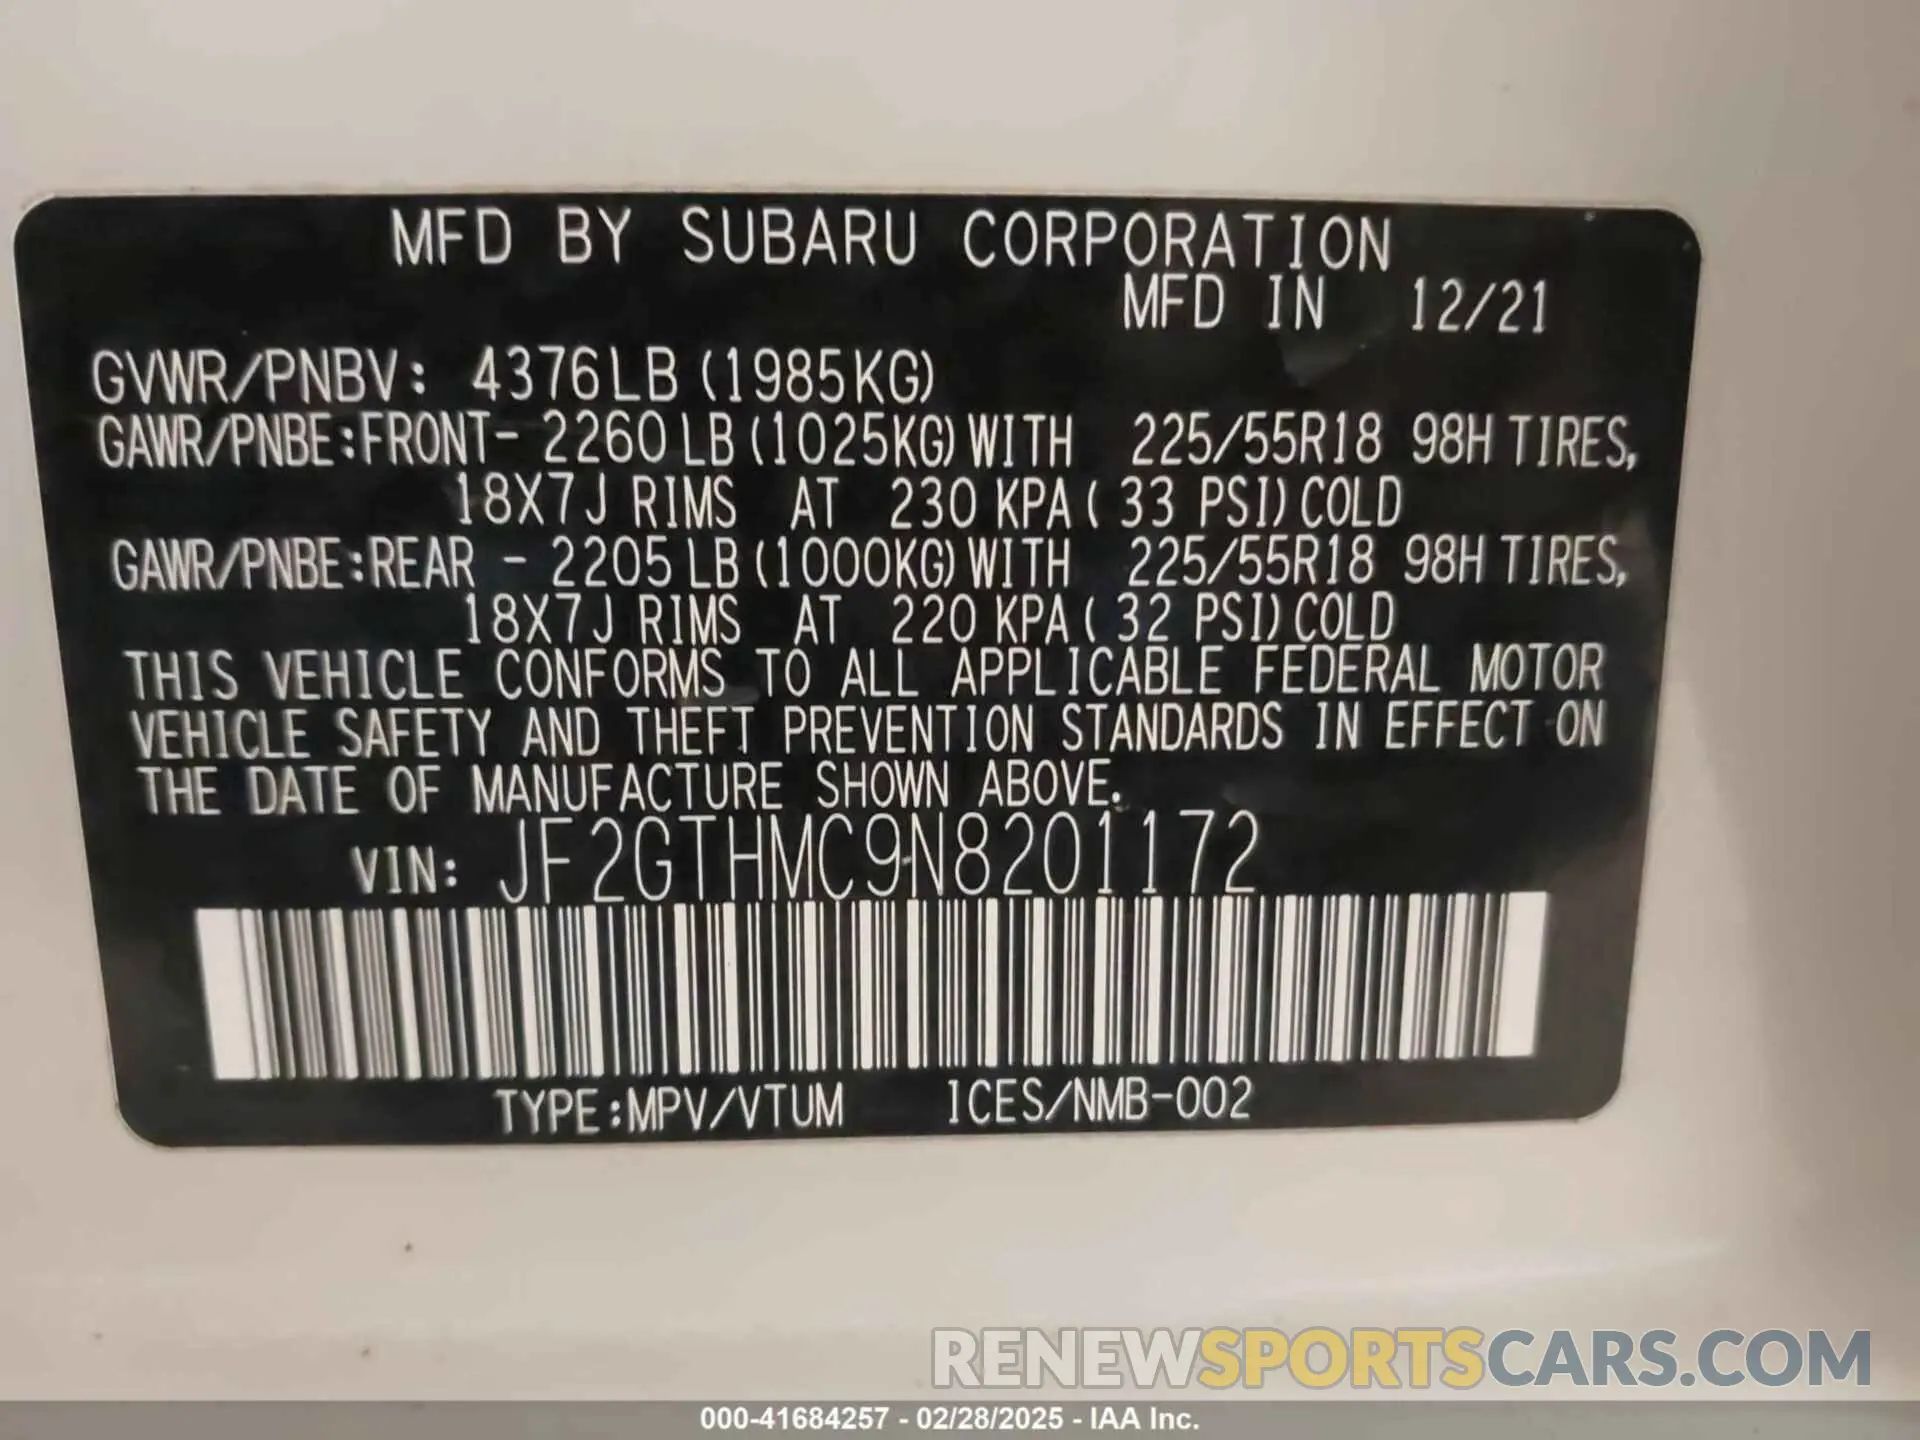 MFD BY SUBARU CORPORATION
MFD IN 12/21
GVWR/PNBV: 4376LB (1985KG)
GAWR/PNBE:FRONT- 2260LB (1025KG) WITH 225/55R18 98H TIRES,
18X7J RIMS AT 230 KPA ( 33 PSI) COLD
GAWR/PNBE:REAR - 2205LB (1000KG) WITH 225/55R18 98H TIRES,
18X7J RIMS AT 220 KPA ( 32 PSI) COLD
THIS VEHICLE CONFORMS TO ALL APPLICABLE FEDERAL MOTOR
VEHICLE SAFETY AND THEFT PREVENTION STANDARDS IN EFFECT ON
THE DATE OF MANUFACTURE SHOWN ABOVE.
VIN: JF2GTHMC9N8201172
TYPE:MPV/VTUM ICES/NMB-002
RENEWSPORTSCARS.COM
000-41684257 - 02/28/2025 - IAA Inc.